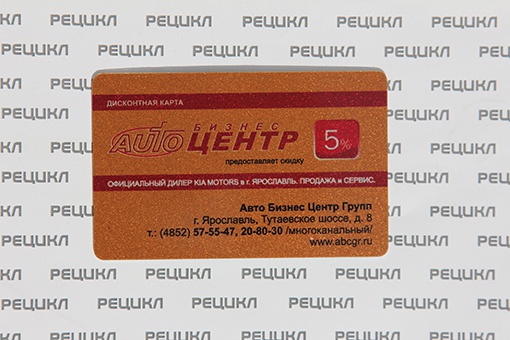 РЕЦИКЛ РЕЦИКЛ РЕЦИКЛ РЕЦИКЛ РЕЦИКЛ
ДИСКОНТНАЯ КАРТА
AUTO БИЗНЕС
ЦЕНТР
5%
предоставляет скидку
ОФИЦИАЛЬНЫЙ ДИЛЕР KIA MOTORS в г. ЯРОСЛАВЛЬ. ПРОДАЖА и СЕРВИС.
Авто Бизнес Центр Групп
г. Ярославль, Тутаевское шоссе, д. 8
т.: (4852) 57-55-47, 20-80-30 /многоканальный/
www.abcgr.ru